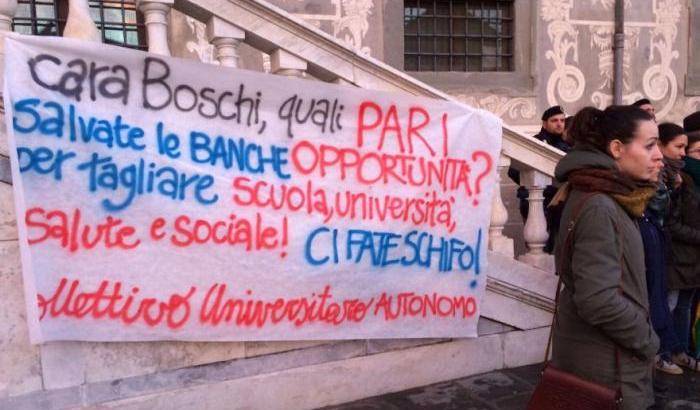 cara Boschi, quali PARI
salvate le BANCHE OPPORTUNITÀ?
per tagliare scuola, università,
salute e sociale! CI FATE SCHIFO!
ollettivo Universitario AUTONOMO